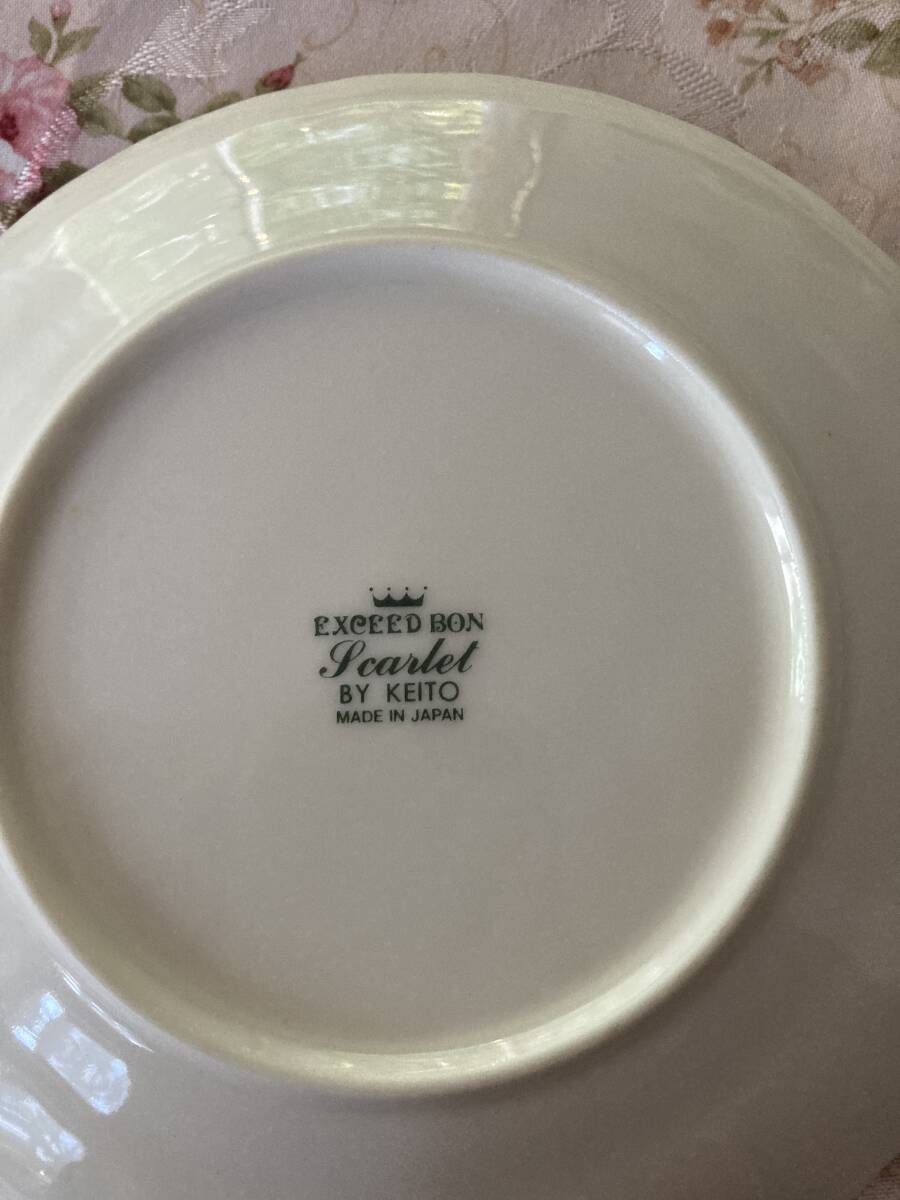 EXCEED BON
Scarlet
BY KEITO
MADE IN JAPAN